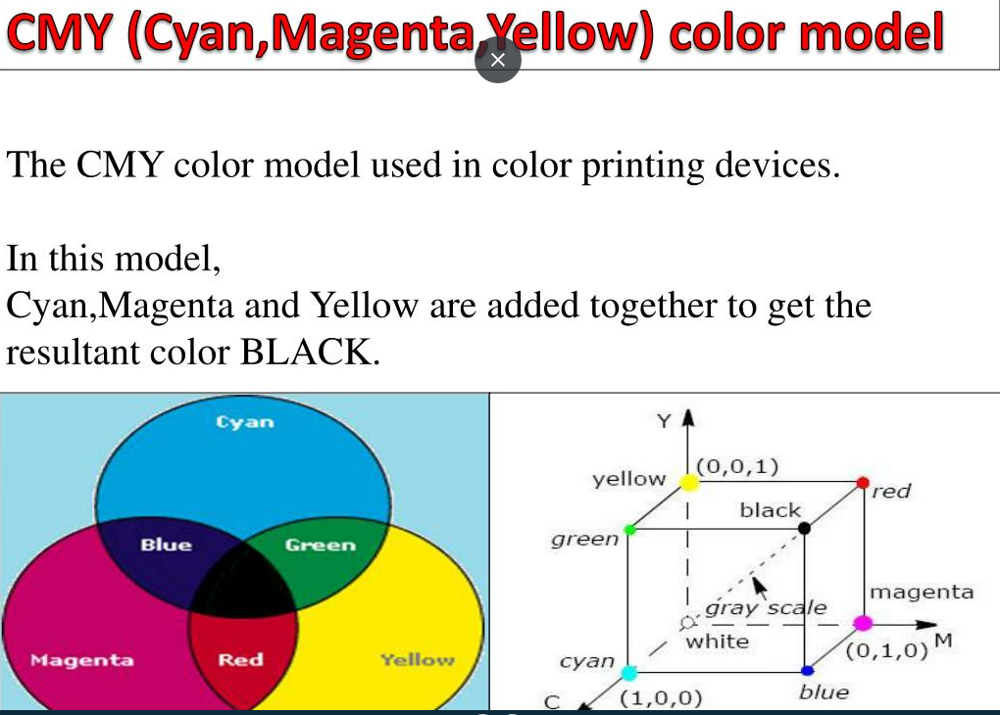 CMY (Cyan,Magenta,Yellow) color model
The CMY color model used in color printing devices.
In this model,
Cyan,Magenta and Yellow are added together to get the
resultant color BLACK.
Cyan
Blue
Green
Magenta
Red
Yellow
Y
(0,0,1)
yellow
red
black
green
magenta
gray scale
white
(0,1,0) M
cyan
C
(1,0,0)
blue